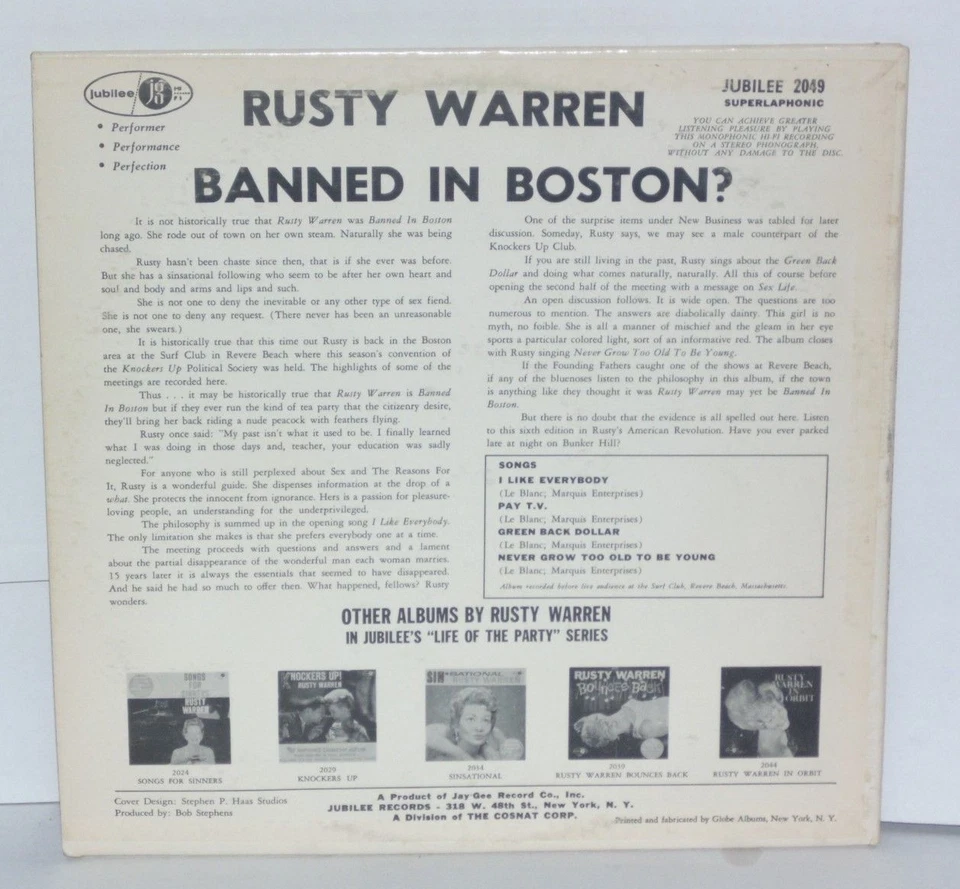 jubilee jg HI FI
• Performer
• Performance
• Perfection
RUSTY WARREN
JUBILEE 2049
SUPERLAPHONIC
YOU CAN ACHIEVE GREATER
LISTENING PLEASURE BY PLAYING
THIS MONOPHONIC HI-FI RECORDING
ON A STEREO PHONOGRAPH,
WITHOUT ANY DAMAGE TO THE DISC.
BANNED IN BOSTON?
It is not historically true that Rusty Warren was Banned In Boston
long ago. She rode out of town on her own steam. Naturally she was being
chased.
Rusty hasn't been chaste since then, that is if she ever was before.
But she has a sinsational following who seem to be after her own heart and
soul and body and arms and lips and such.
She is not one to deny the inevitable or any other type of sex fiend.
She is not one to deny any request. (There never has been an unreasonable
one, she swears.)
It is historically true that this time out Rusty is back in the Boston
area at the Surf Club in Revere Beach where this season's convention of
the Knockers Up Political Society was held. The highlights of some of the
meetings are recorded here.
Thus . . . it may be historically true that Rusty Warren is Banned
In Boston but if they ever run the kind of tea party that the citizenry desire,
they'll bring her back riding a nude peacock with feathers flying.
Rusty once said: "My past isn't what it used to be. I finally learned
what I was doing in those days and, teacher, your education was sadly
neglected."
For anyone who is still perplexed about Sex and The Reasons For
It, Rusty is a wonderful guide. She dispenses information at the drop of a
what. She protects the innocent from ignorance. Hers is a passion for pleasure-
loving people, an understanding for the underprivileged.
The philosophy is summed up in the opening song I Like Everybody.
The only limitation she makes is that she prefers everybody one at a time.
The meeting proceeds with questions and answers and a lament
about the partial disappearance of the wonderful man each woman marries.
15 years later it is always the essentials that seemed to have disappeared.
And he said he had so much to offer then. What happened, fellows? Rusty
wonders.
One of the surprise items under New Business was tabled for later
discussion. Someday, Rusty says, we may see a male counterpart of the
Knockers Up Club.
If you are still living in the past, Rusty sings about the Green Back
Dollar and doing what comes naturally, naturally. All this of course before
opening the second half of the meeting with a message on Sex Life.
An open discussion follows. It is wide open. The questions are too
numerous to mention. The answers are diabolically dainty. This girl is no
myth, no foible. She is all a manner of mischief and the gleam in her eye
sports a particular colored light, sort of an informative red. The album closes
with Rusty singing Never Grow Too Old To Be Young.
If the Founding Fathers caught one of the shows at Revere Beach,
if any of the bluenoses listen to the philosophy in this album, if the town
is anything like they thought it was Rusty Warren may yet be Banned In
Boston.
But there is no doubt that the evidence is all spelled out here. Listen
to this sixth edition in Rusty's American Revolution. Have you ever parked
late at night on Bunker Hill?
SONGS
I LIKE EVERYBODY
(Le Blanc; Marquis Enterprises)
PAY T.V.
(Le Blanc; Marquis Enterprises)
GREEN BACK DOLLAR
(Le Blanc; Marquis Enterprises)
NEVER GROW TOO OLD TO BE YOUNG
(Le Blanc; Marquis Enterprises)
Album recorded before live audience at the Surf Club, Revere Beach, Massachusetts.
OTHER ALBUMS BY RUSTY WARREN
IN JUBILEE'S "LIFE OF THE PARTY" SERIES
SONGS
FOR
SINNERS
RUSTY
WARREN
KNOCKERS UP!
RUSTY WARREN
SIN-SATIONAL
RUSTY WARREN
RUSTY WARREN
Bounces Back
RUSTY
WARREN
IN
ORBIT
2024
SONGS FOR SINNERS
2029
KNOCKERS UP
2034
SINSATIONAL
2039
RUSTY WARREN BOUNCES BACK
2044
RUSTY WARREN IN ORBIT
Cover Design: Stephen P. Haas Studios
Produced by: Bob Stephens
A Product of Jay-Gee Record Co., Inc.
JUBILEE RECORDS - 318 W. 48th St., New York, N. Y.
A Division of THE COSNAT CORP.
Printed and fabricated by Globe Albums, New York, N. Y.